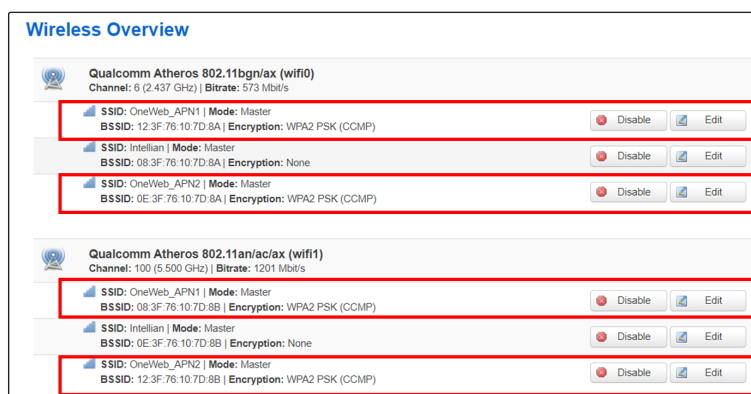 Wireless Overview
Qualcomm Atheros 802.11bgn/ax (wifi0)
Channel: 6 (2.437 GHz) | Bitrate: 573 Mbit/s
SSID: OneWeb_APN1 | Mode: Master
BSSID: 12:3F:76:10:7D:8A | Encryption: WPA2 PSK (CCMP)
Disable Edit
SSID: Intellian | Mode: Master
BSSID: 08:3F:76:10:7D:8A | Encryption: None
Disable Edit
SSID: OneWeb_APN2 | Mode: Master
BSSID: 0E:3F:76:10:7D:8A | Encryption: WPA2 PSK (CCMP)
Disable Edit
Qualcomm Atheros 802.11an/ac/ax (wifi1)
Channel: 100 (5.500 GHz) | Bitrate: 1201 Mbit/s
SSID: OneWeb_APN1 | Mode: Master
BSSID: 08:3F:76:10:7D:8B | Encryption: WPA2 PSK (CCMP)
Disable Edit
SSID: Intellian | Mode: Master
BSSID: 0E:3F:76:10:7D:8B | Encryption: None
Disable Edit
SSID: OneWeb_APN2 | Mode: Master
BSSID: 12:3F:76:10:7D:8B | Encryption: WPA2 PSK (CCMP)
Disable Edit